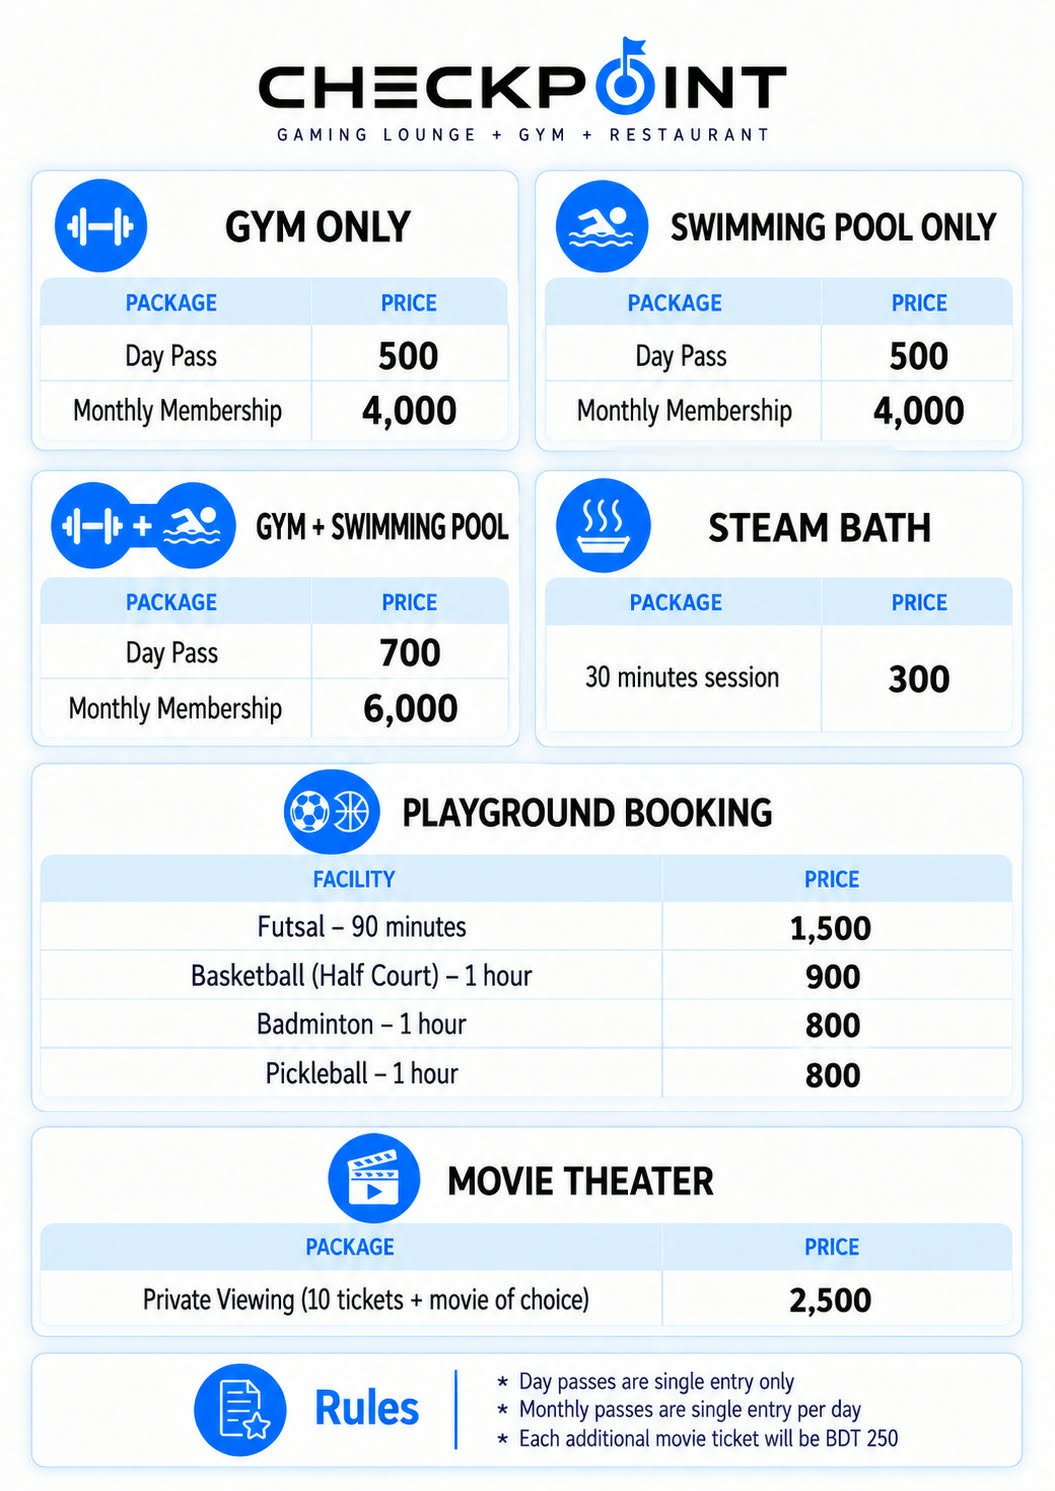 CHECKPOINT
GAMING LOUNGE + GYM + RESTAURANT
GYM ONLY
PACKAGE PRICE
Day Pass 500
Monthly Membership 4,000
SWIMMING POOL ONLY
PACKAGE PRICE
Day Pass 500
Monthly Membership 4,000
+
GYM + SWIMMING POOL
PACKAGE PRICE
Day Pass 700
Monthly Membership 6,000
STEAM BATH
PACKAGE PRICE
30 minutes session 300
PLAYGROUND BOOKING
FACILITY PRICE
Futsal – 90 minutes 1,500
Basketball (Half Court) – 1 hour 900
Badminton – 1 hour 800
Pickleball – 1 hour 800
MOVIE THEATER
PACKAGE PRICE
Private Viewing (10 tickets + movie of choice) 2,500
Rules
* Day passes are single entry only
* Monthly passes are single entry per day
* Each additional movie ticket will be BDT 250